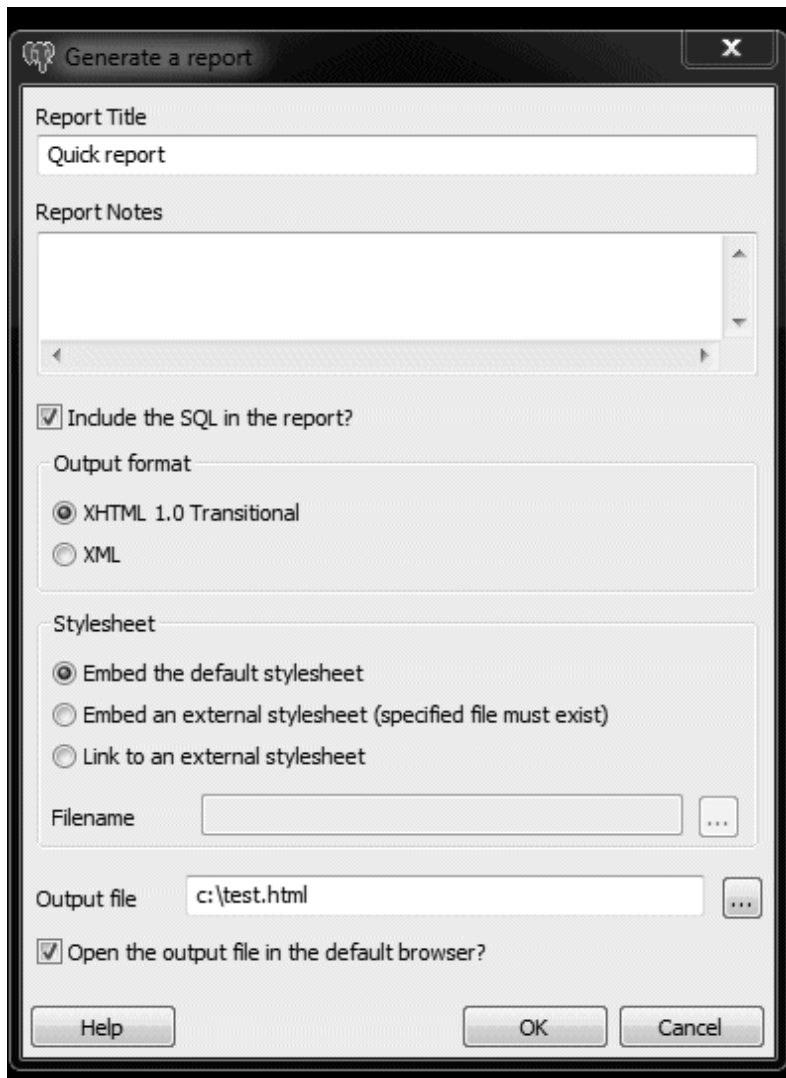 Generate a report
x
Report Title
Quick report
Report Notes
Include the SQL in the report?
Output format
XHTML 1.0 Transitional
XML
Stylesheet
Embed the default stylesheet
Embed an external stylesheet (specified file must exist)
Link to an external stylesheet
Filename ...
Output file c:\test.html ...
Open the output file in the default browser?
Help OK Cancel